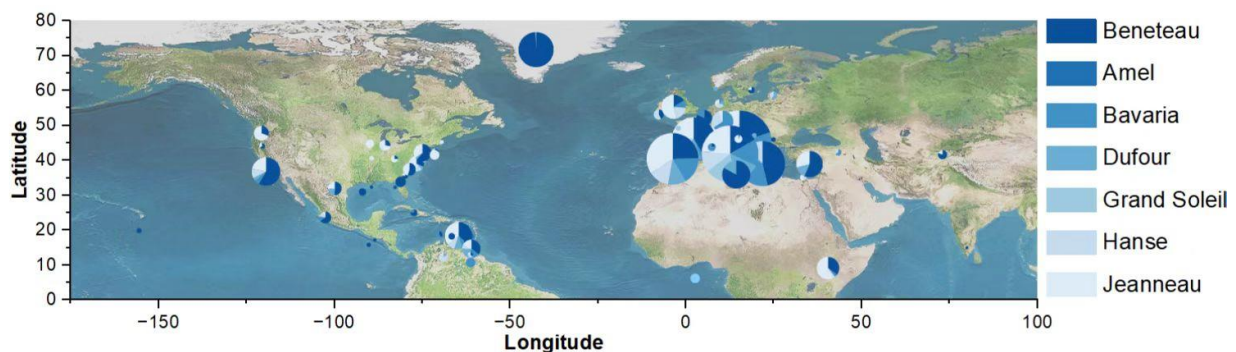 80
70
60
50
40
30
20
10
0
Latitude
−150
−100
−50
0
50
100
Longitude
Beneteau
Amel
Bavaria
Dufour
Grand Soleil
Hanse
Jeanneau